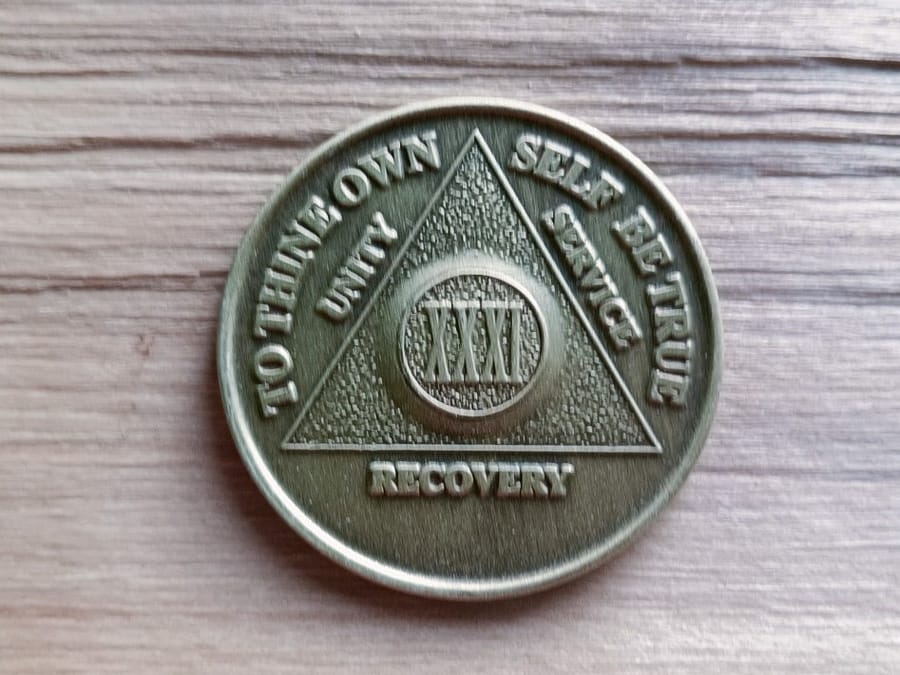 TO THINE OWN SELF BE TRUE
UNITY
SERVICE
XXXI
RECOVERY